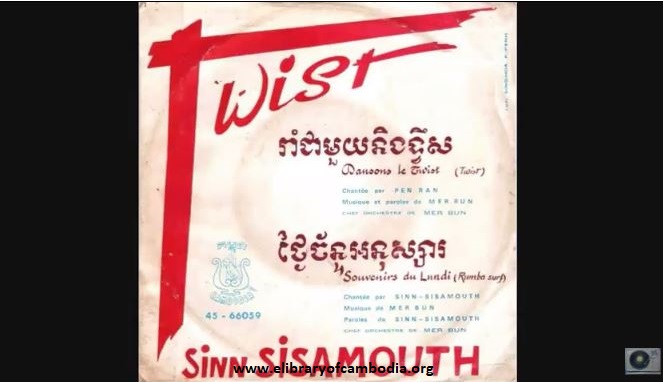 Twist
រាំជាមួយនិងទ្វីស
Dansons le Twist (Twist)
Chantée par PEN RAN
Musique et paroles de MER BUN
CHEF ORCHESTRE DE MER BUN
ថ្ងៃច័ន្ទអនុស្សាវរ
Souvenirs du Lundi (Rumba surf)
Chantée par SINN-SISAMOUTH
Musique de MER BUN
Paroles de SINN-SISAMOUTH
CHEF ORCHESTRE DE MER BUN
45 - 66059
SINN SISAMOUTH
www.elibraryofcambodia.org